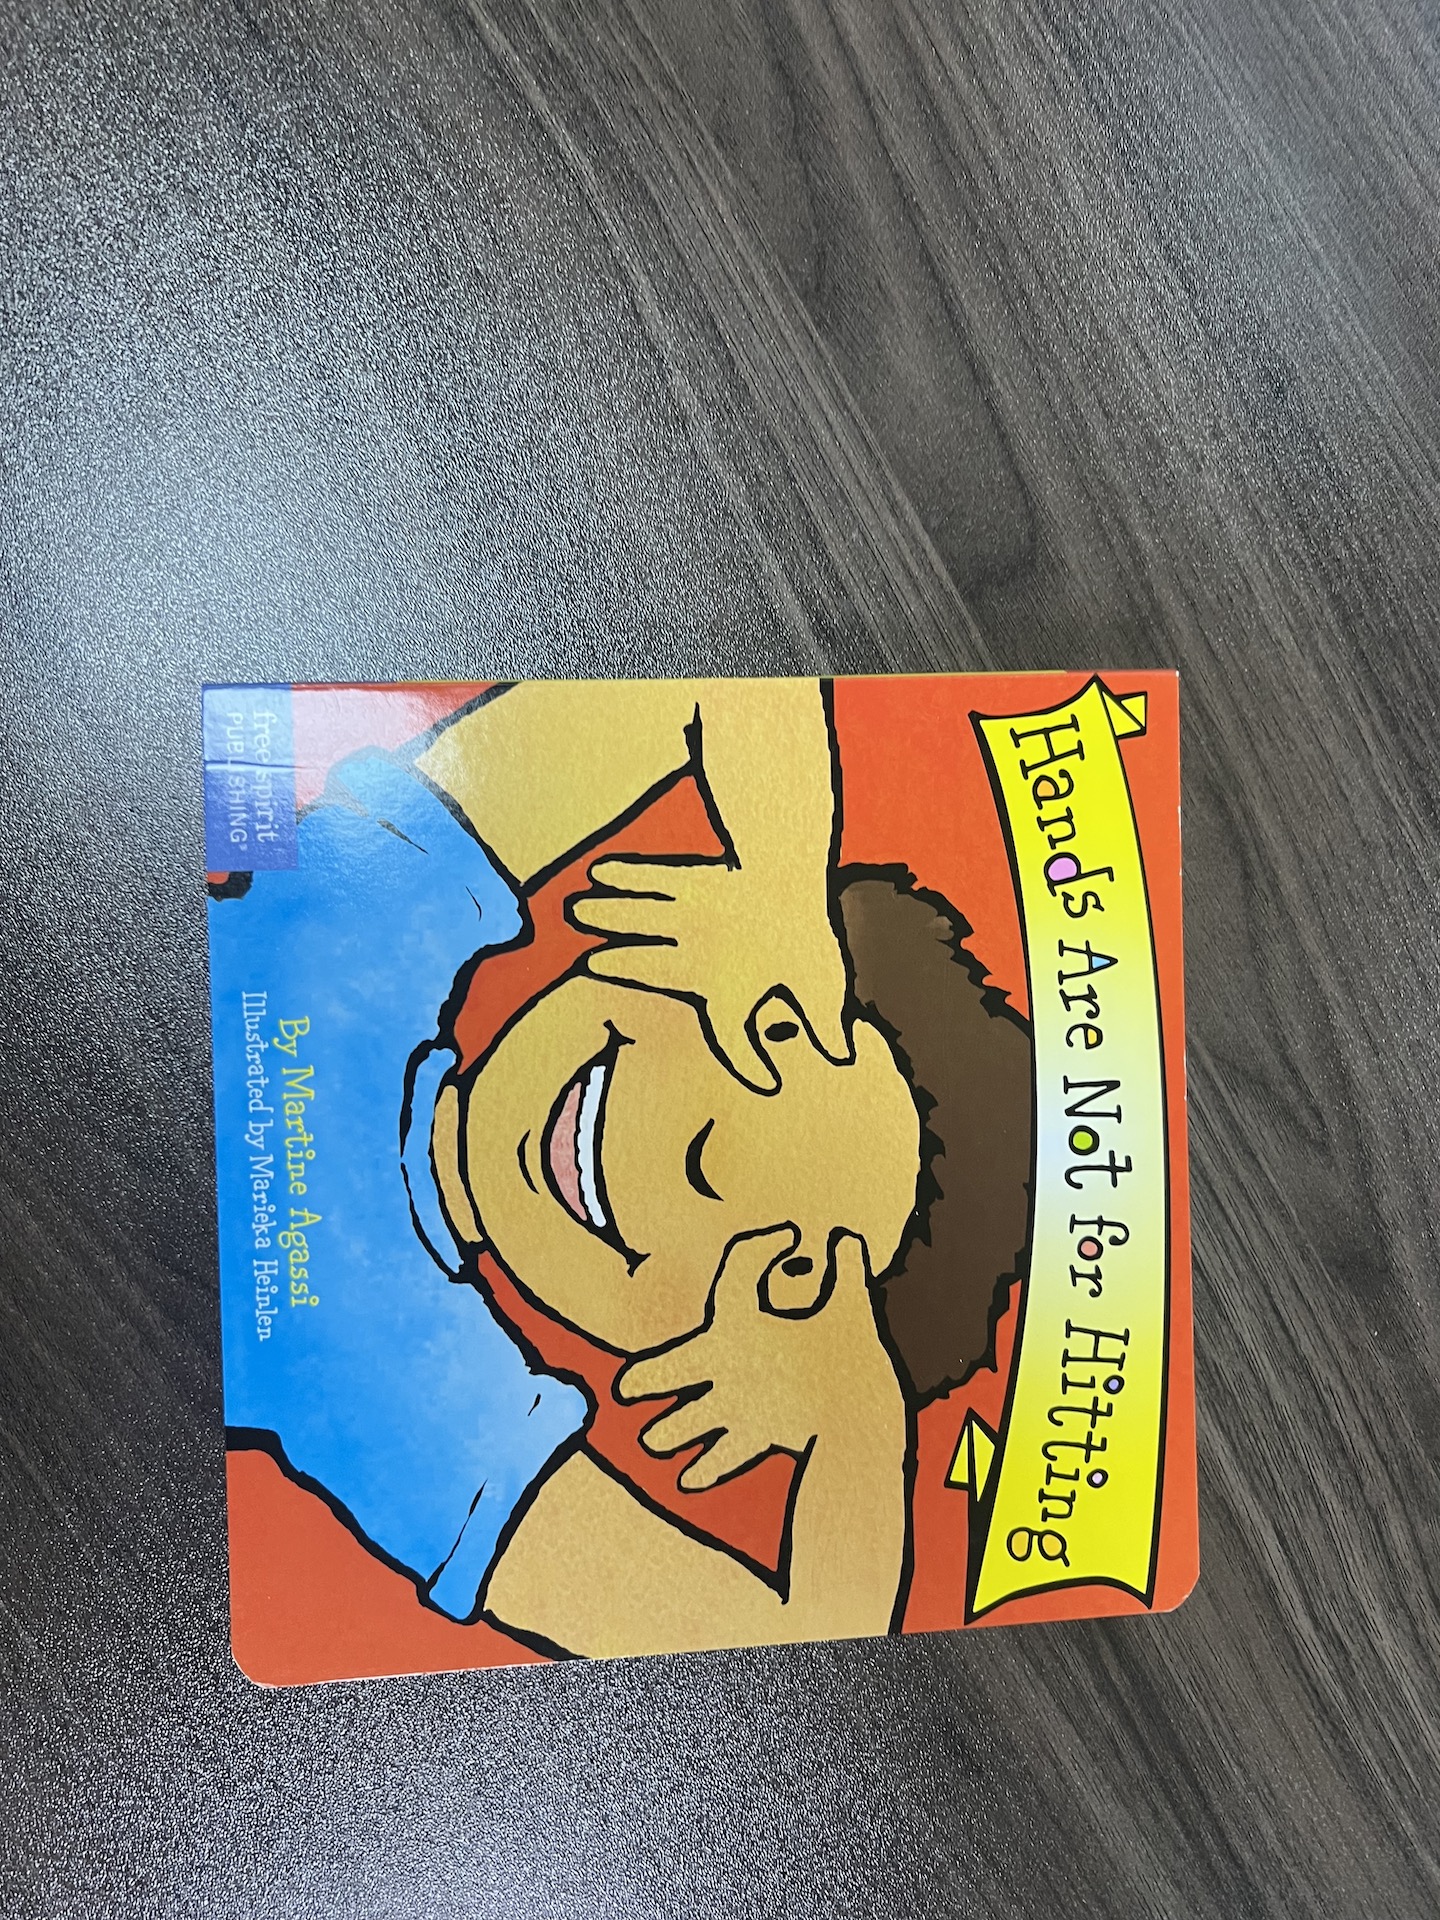 Hands Are Not for Hitting
By Martine Agassi
Illustrated by Marieka Heinlen
free spirit
PUBLISHING®